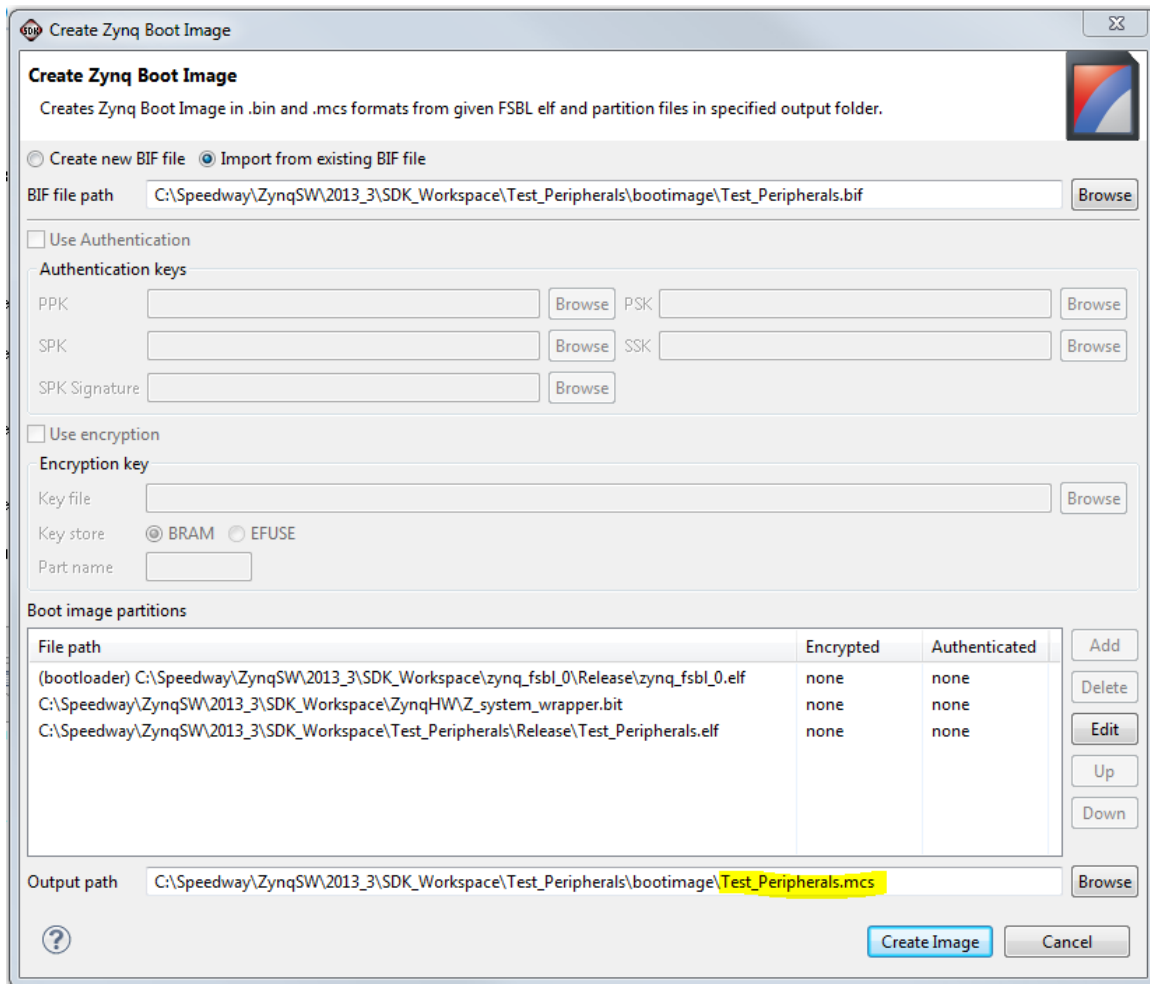 SDK Create Zynq Boot Image
Create Zynq Boot Image
Creates Zynq Boot Image in .bin and .mcs formats from given FSBL elf and partition files in specified output folder.
Create new BIF file Import from existing BIF file
BIF file path C:\Speedway\ZynqSW\2013_3\SDK_Workspace\Test_Peripherals\bootimage\Test_Peripherals.bif Browse
Use Authentication
Authentication keys
PPK Browse PSK Browse
SPK Browse SSK Browse
SPK Signature Browse
Use encryption
Encryption key
Key file Browse
Key store BRAM EFUSE
Part name
Boot image partitions
File path Encrypted Authenticated Add
(bootloader) C:\Speedway\ZynqSW\2013_3\SDK_Workspace\zynq_fsbl_0\Release\zynq_fsbl_0.elf none none
Delete
C:\Speedway\ZynqSW\2013_3\SDK_Workspace\ZynqHW\Z_system_wrapper.bit none none
C:\Speedway\ZynqSW\2013_3\SDK_Workspace\Test_Peripherals\Release\Test_Peripherals.elf none none Edit
Up
Down
Output path C:\Speedway\ZynqSW\2013_3\SDK_Workspace\Test_Peripherals\bootimage\Test_Peripherals.mcs Browse
? Create Image Cancel